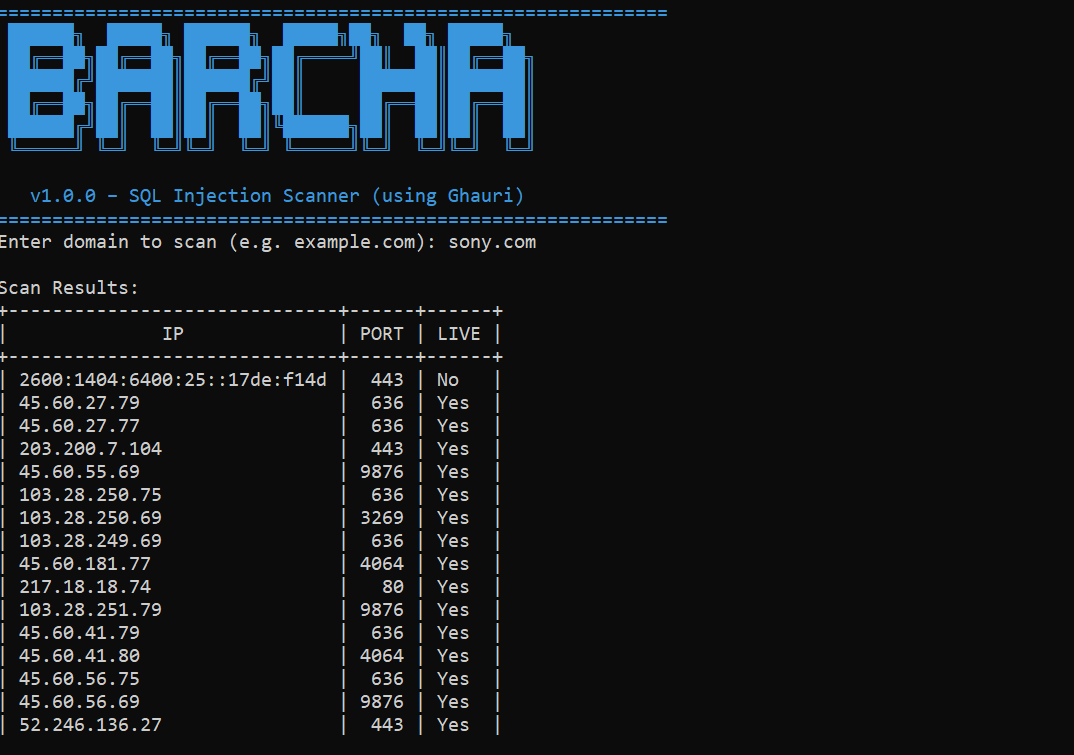 ============================================================
BARCHA
v1.0.0 – SQL Injection Scanner (using Ghauri)
============================================================
Enter domain to scan (e.g. example.com): sony.com
Scan Results:
+------------------------------+------+------+
| IP | PORT | LIVE |
+------------------------------+------+------+
| 2600:1404:6400:25::17de:f14d | 443 | No |
| 45.60.27.79 | 636 | Yes |
| 45.60.27.77 | 636 | Yes |
| 203.200.7.104 | 443 | Yes |
| 45.60.55.69 | 9876 | Yes |
| 103.28.250.75 | 636 | Yes |
| 103.28.250.69 | 3269 | Yes |
| 103.28.249.69 | 636 | Yes |
| 45.60.181.77 | 4064 | Yes |
| 217.18.18.74 | 80 | Yes |
| 103.28.251.79 | 9876 | Yes |
| 45.60.41.79 | 636 | Yes |
| 45.60.41.80 | 4064 | Yes |
| 45.60.56.75 | 636 | Yes |
| 45.60.56.69 | 9876 | Yes |
| 52.246.136.27 | 443 | Yes |